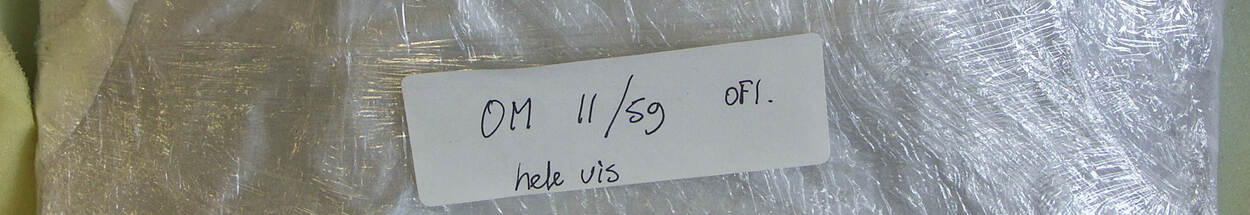 OM 11/59 OFI.
hele vis